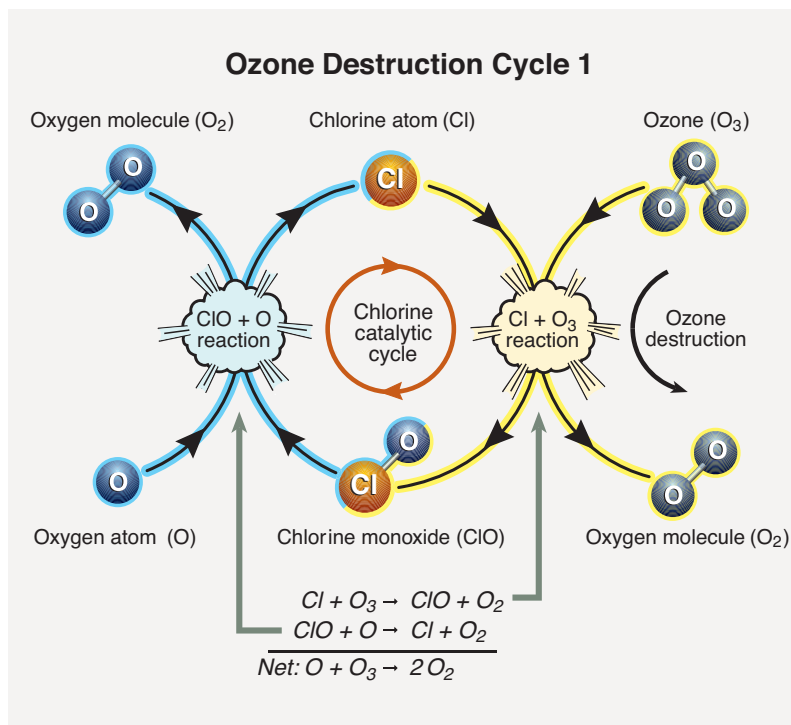 Ozone Destruction Cycle 1
Oxygen molecule (O₂)
Chlorine atom (Cl)
Ozone (O₃)
O
O
Cl
O
O
O
ClO + O
reaction
Chlorine
catalytic
cycle
Cl + O₃
reaction
Ozone
destruction
O
Cl
O
O
O
Oxygen atom (O)
Chlorine monoxide (ClO)
Oxygen molecule (O₂)
Cl + O₃ → ClO + O₂
ClO + O → Cl + O₂
Net: O + O₃ → 2 O₂